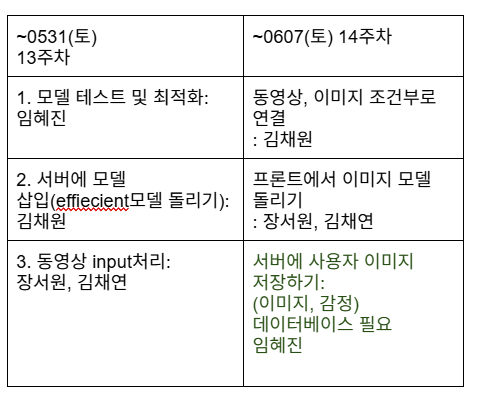 ~0531(토)
13주차
~0607(토) 14주차
1. 모델 테스트 및 최적화:
임혜진
동영상, 이미지 조건부로
연결
: 김채원
2. 서버에 모델
삽입(effiecient모델 돌리기):
김채원
프론트에서 이미지 모델
돌리기
: 장서원, 김채연
3. 동영상 input처리:
장서원, 김채연
서버에 사용자 이미지
저장하기:
(이미지, 감정)
데이터베이스 필요
임혜진